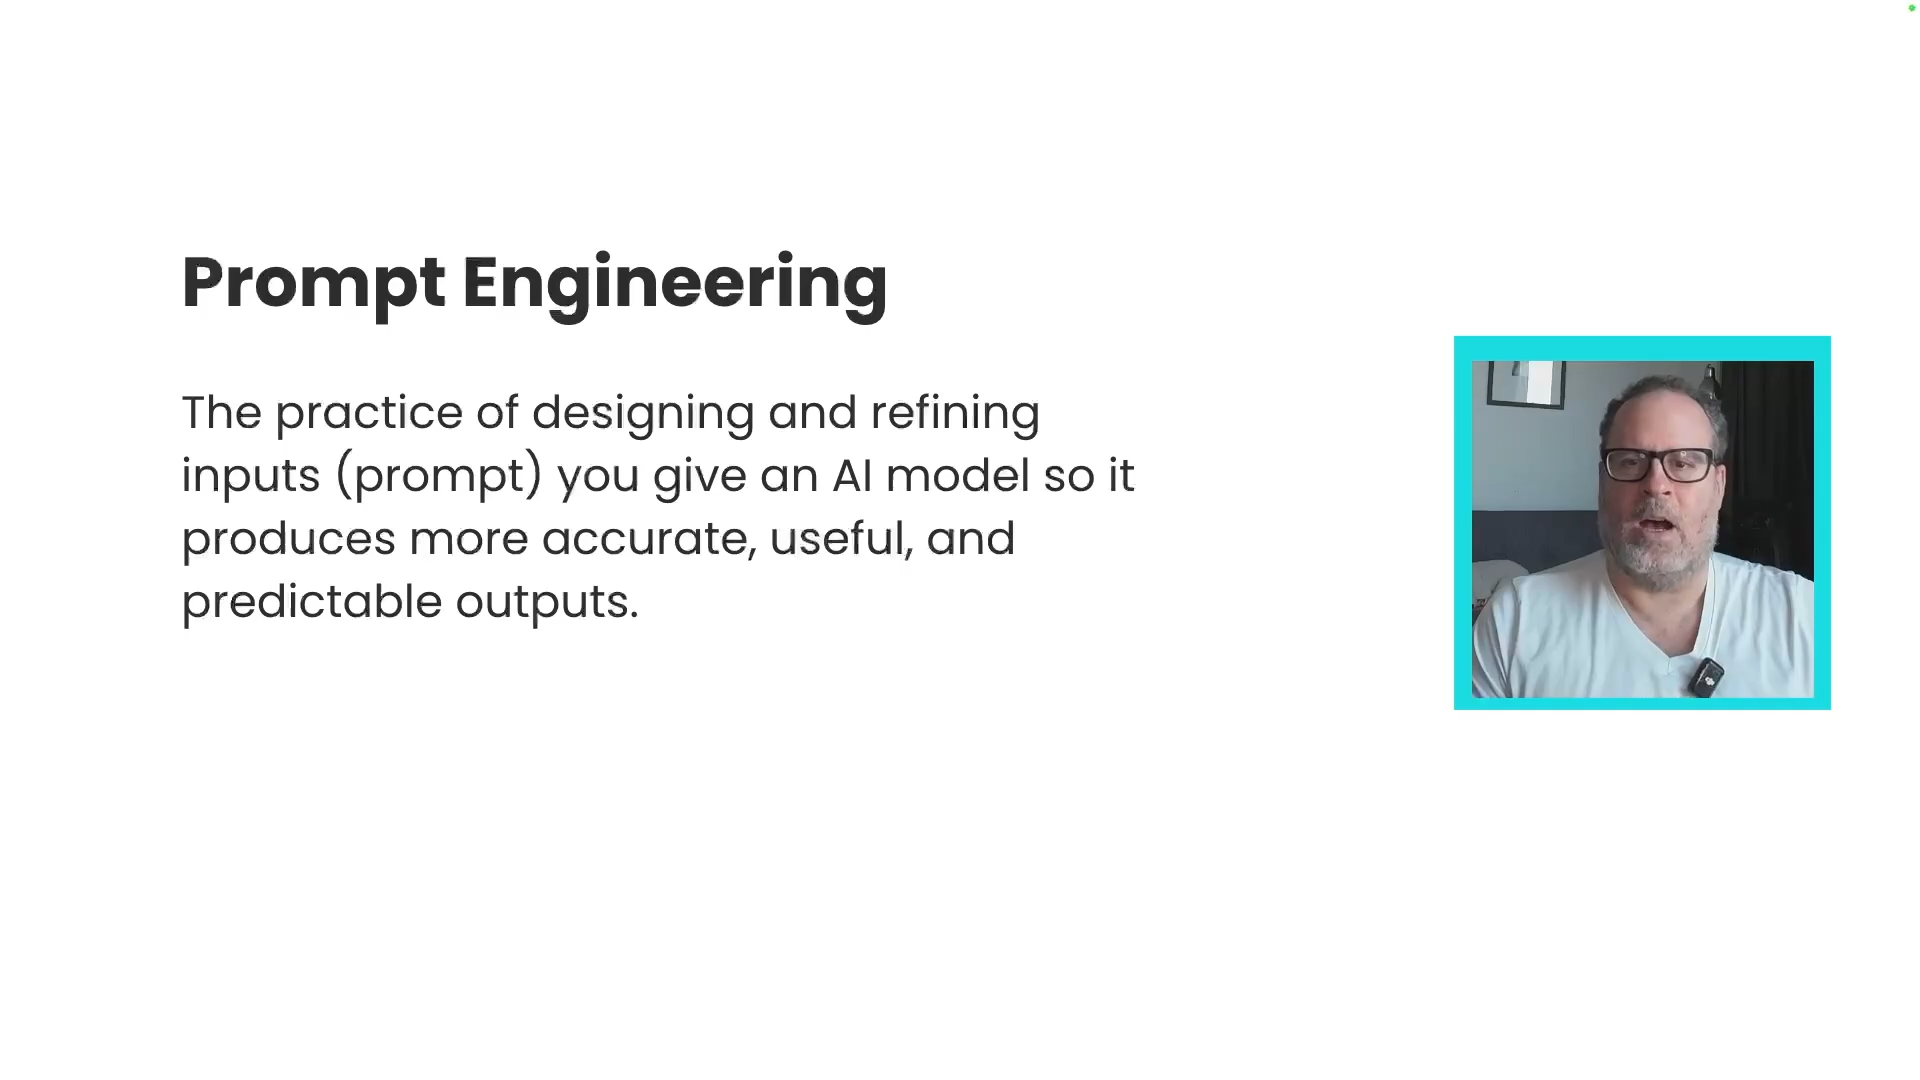 Prompt Engineering
The practice of designing and refining
inputs (prompt) you give an AI model so it
produces more accurate, useful, and
predictable outputs.